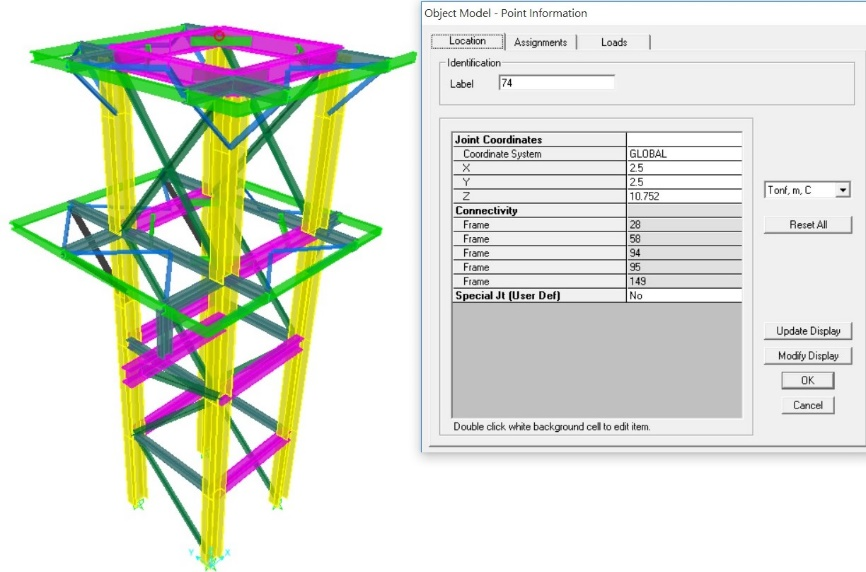 Object Model - Point Information
Location Assignments Loads
Identification
Label 74
Joint Coordinates
Coordinate System GLOBAL
X 2.5
Y 2.5
Z 10.752
Connectivity
Frame 28
Frame 58
Frame 94
Frame 95
Frame 149
Special Jt (User Def) No
Tonf, m, C
Reset All
Update Display
Modify Display
OK
Cancel
Double click white background cell to edit item.
Y Z X